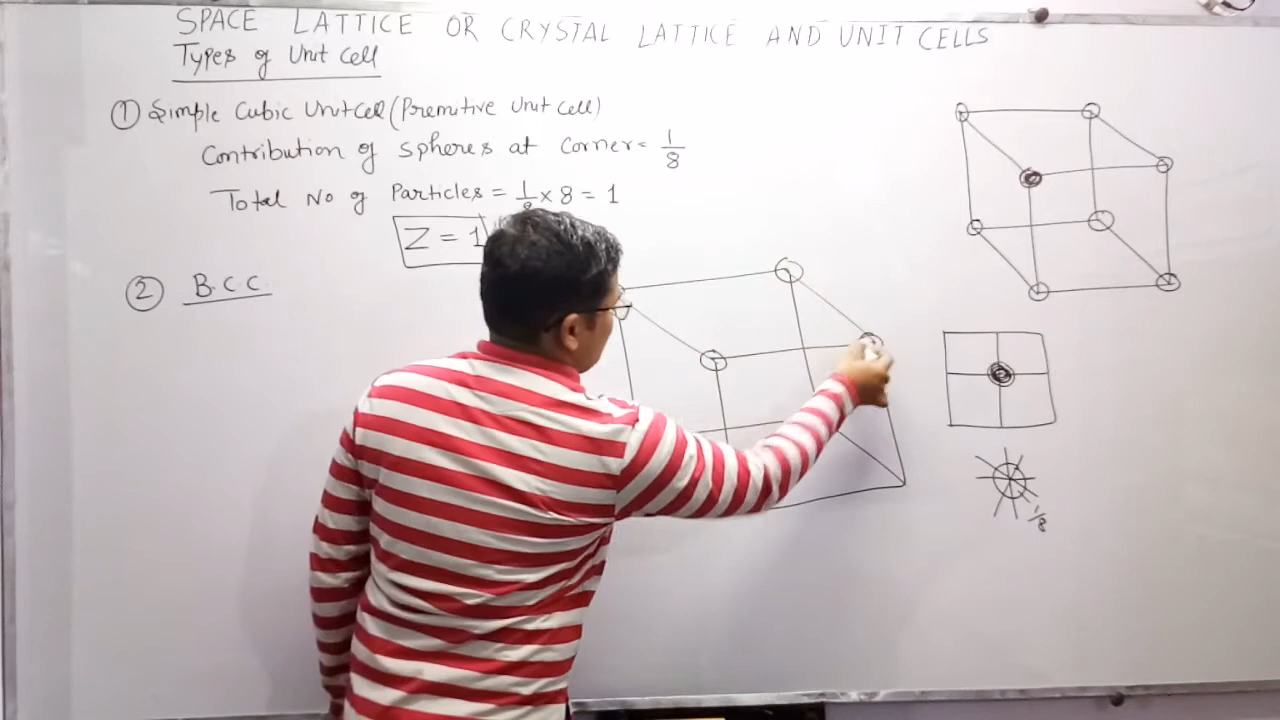 SPACE LATTICE OR CRYSTAL LATTICE AND UNIT CELLS
Types of Unit Cell
① Simple Cubic Unit Cell (Premitive Unit Cell)
Contribution of spheres at corner = 1/8
Total No of Particles = 1/8 × 8 = 1
Z = 1
② B.C.C.
1/8